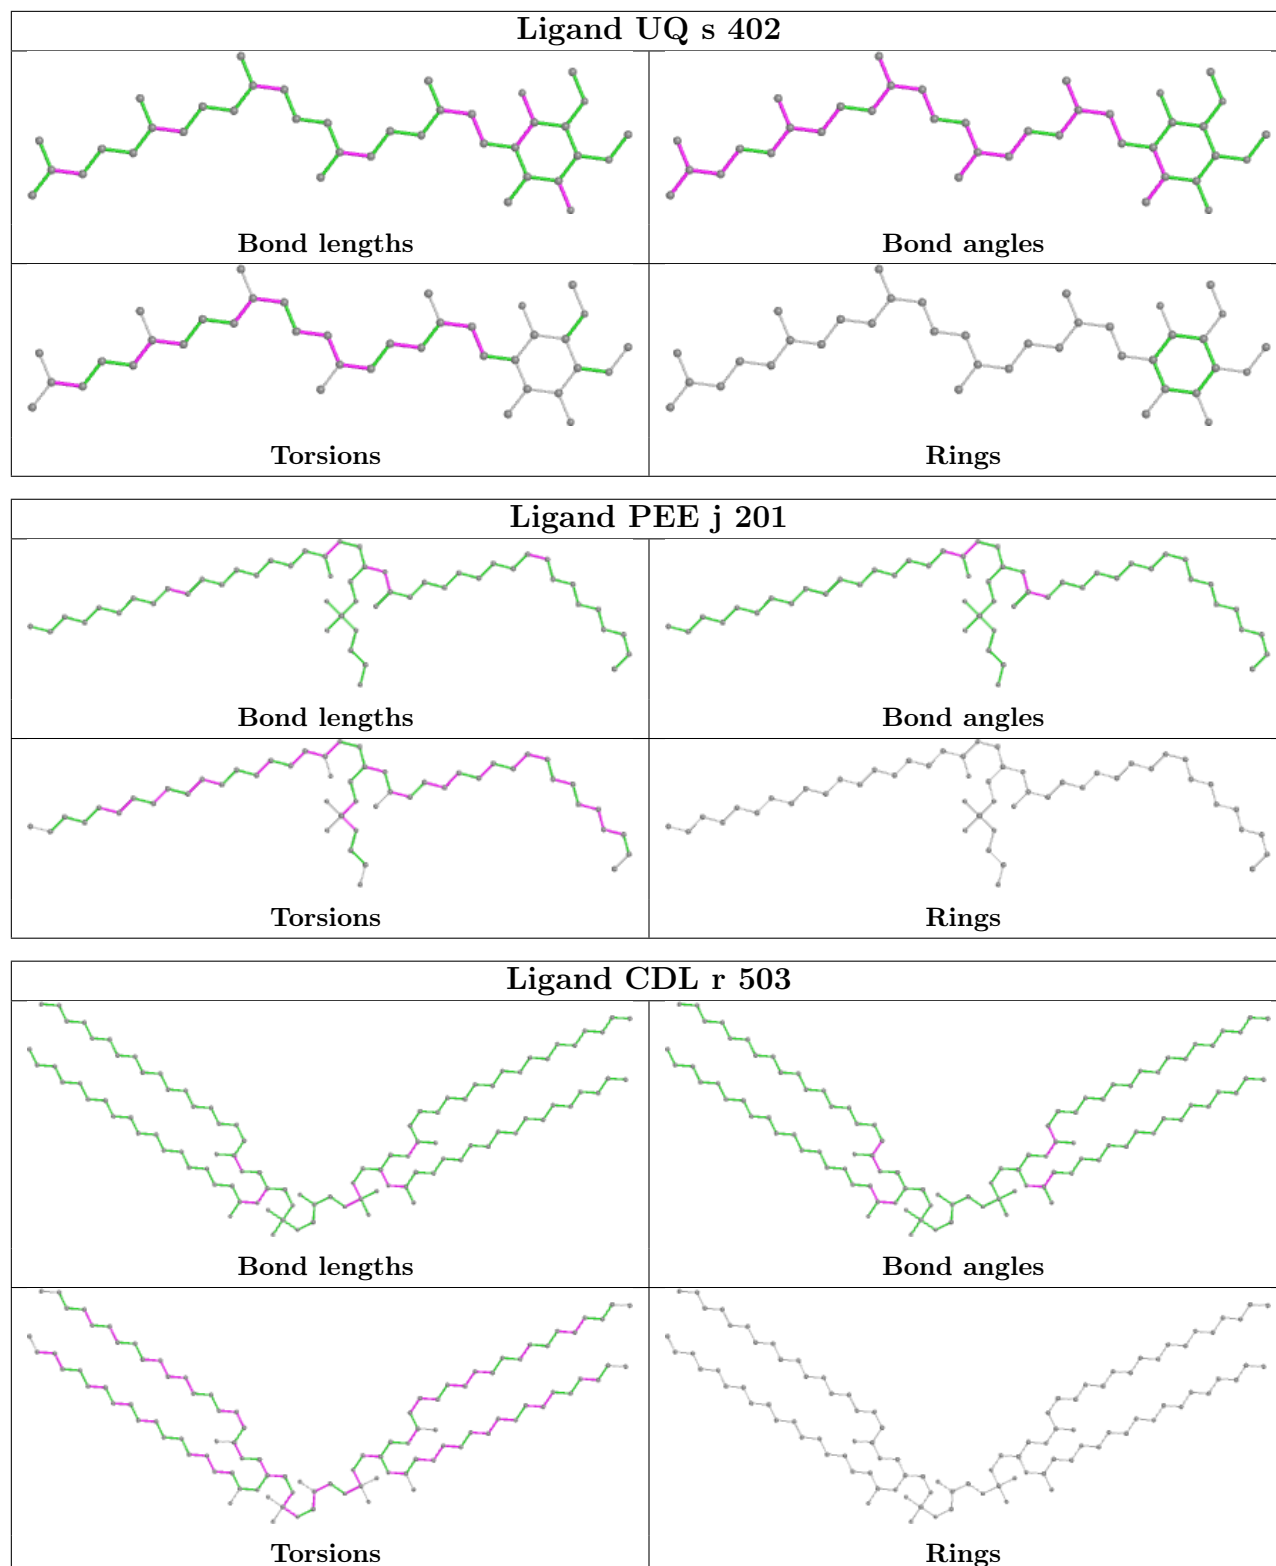 Ligand UQ s 402
Bond lengths
Bond angles
Torsions
Rings
Ligand PEE j 201
Bond lengths
Bond angles
Torsions
Rings
Ligand CDL r 503
Bond lengths
Bond angles
Torsions
Rings